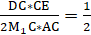 DC*CE/2M₁C*AC = 1/2